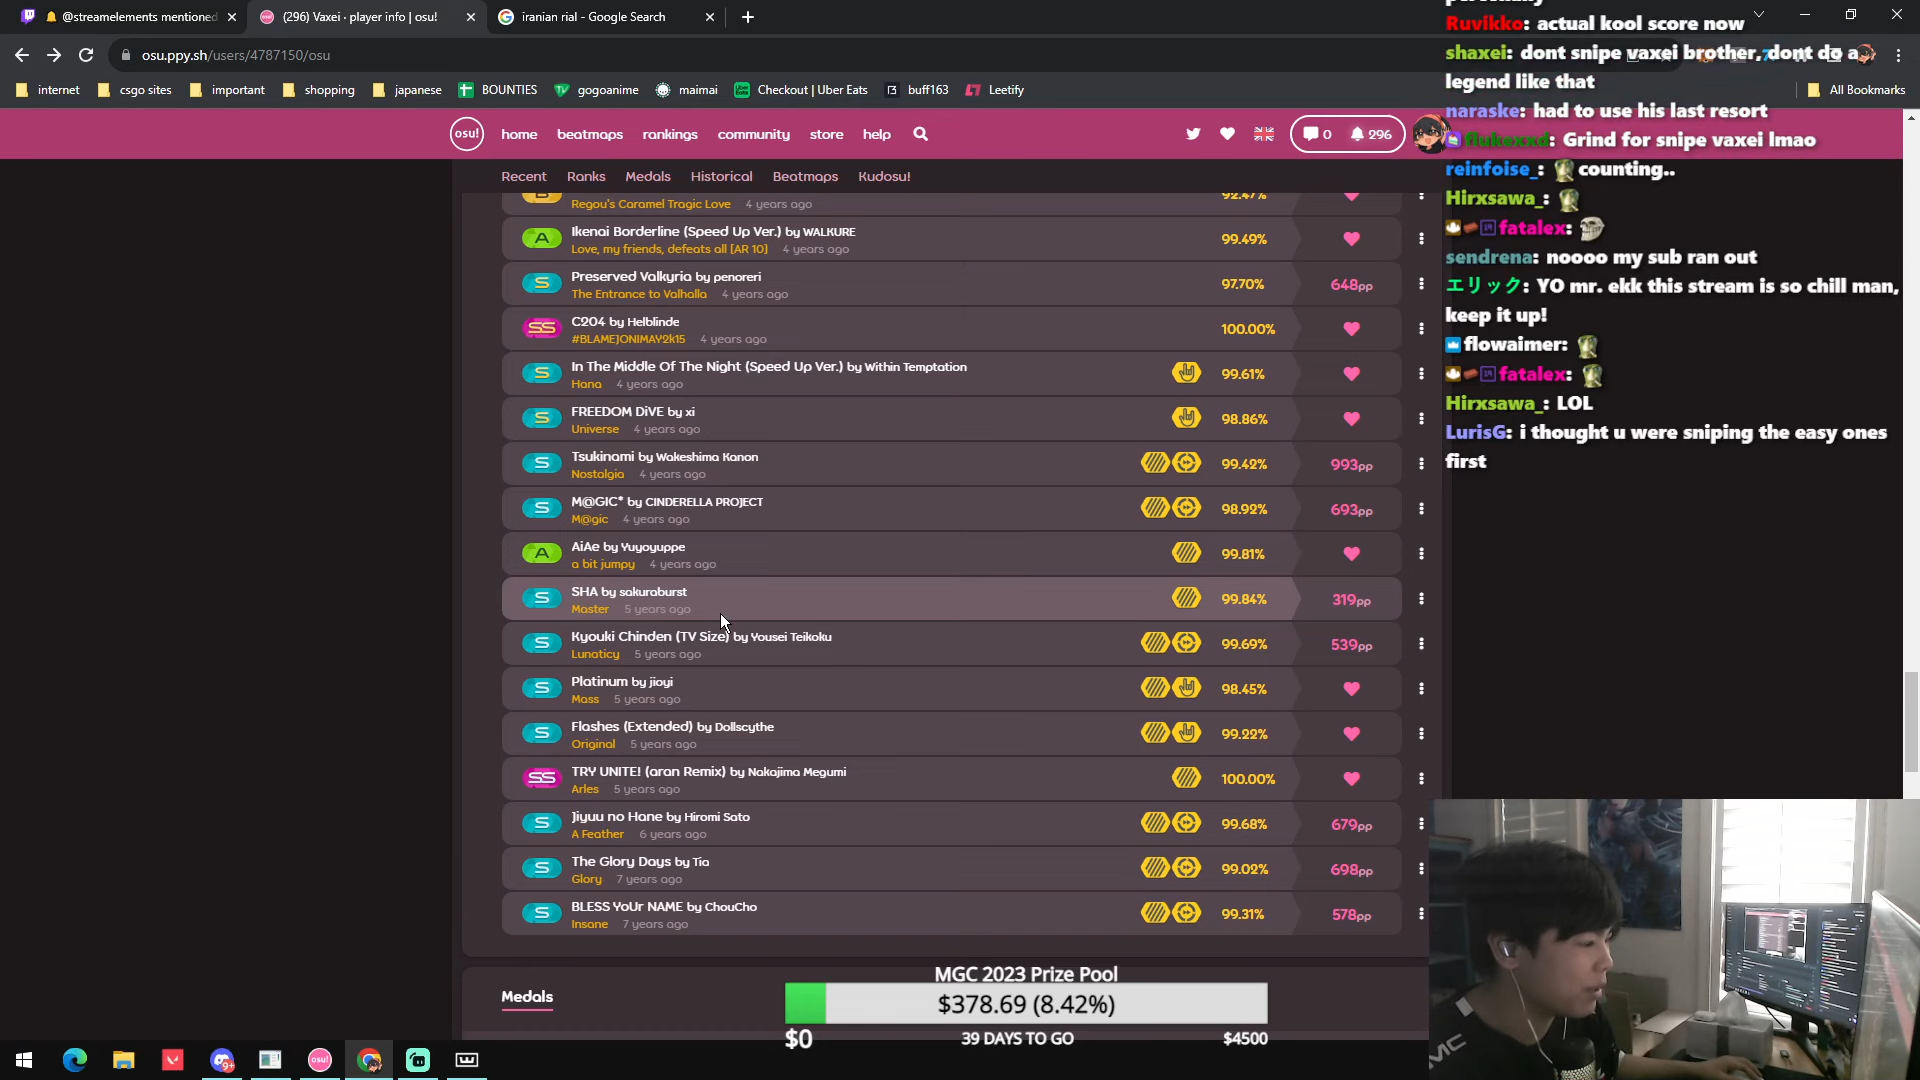 @streamelements mentioned
(296) Vaxei · player info | osu!
iranian rial - Google Search
osu.ppy.sh/users/4787150/osu
internet
csgo sites
important
shopping
japanese
BOUNTIES
gogoanime
maimai
Checkout | Uber Eats
buff163
Leetify
All Bookmarks
osu!
home
beatmaps
rankings
community
store
help
0
296
Recent
Ranks
Medals
Historical
Beatmaps
Kudosu!
Regou's Caramel Tragic Love 4 years ago
92.47%
A
Ikenai Borderline (Speed Up Ver.) by WALKURE
Love, my friends, defeats all [AR 10] 4 years ago
99.49%
S
Preserved Valkyria by penoreri
The Entrance to Valhalla 4 years ago
97.70%
648pp
SS
C204 by Helblinde
#BLAMEJONIMAY2k15 4 years ago
100.00%
S
In The Middle Of The Night (Speed Up Ver.) by Within Temptation
Hana 4 years ago
99.61%
S
FREEDOM DiVE by xi
Universe 4 years ago
98.86%
S
Tsukinami by Wakeshima Kanon
Nostalgia 4 years ago
99.42%
993pp
S
M@GIC* by CINDERELLA PROJECT
M@gic 4 years ago
98.92%
693pp
A
AiAe by Yuyoyuppe
a bit jumpy 4 years ago
99.81%
S
SHA by sakuraburst
Master 5 years ago
99.84%
319pp
S
Kyouki Chinden (TV Size) by Yousei Teikoku
Lunaticy 5 years ago
99.69%
539pp
S
Platinum by jioyi
Mass 5 years ago
98.45%
S
Flashes (Extended) by Dollscythe
Original 5 years ago
99.22%
SS
TRY UNITE! (aran Remix) by Nakajima Megumi
Arles 5 years ago
100.00%
S
Jiyuu no Hane by Hiromi Sato
A Feather 6 years ago
99.68%
679pp
S
The Glory Days by Tia
Glory 7 years ago
99.02%
698pp
S
BLESS YoUr NAME by ChouCho
Insane 7 years ago
99.31%
578pp
Medals
MGC 2023 Prize Pool
$378.69 (8.42%)
$0
39 DAYS TO GO
$4500
Ruvikko: actual kool score now
shaxei: dont snipe vaxei brother, dont do a
legend like that
naraske: had to use his last resort
flukexxd: Grind for snipe vaxei lmao
reinfoise_: counting..
Hirxsawa_:
fatalex:
sendrena: noooo my sub ran out
エリック: YO mr. ekk this stream is so chill man,
keep it up!
flowaimer:
fatalex:
Hirxsawa_: LOL
LurisG: i thought u were sniping the easy ones
first
9+
osu!